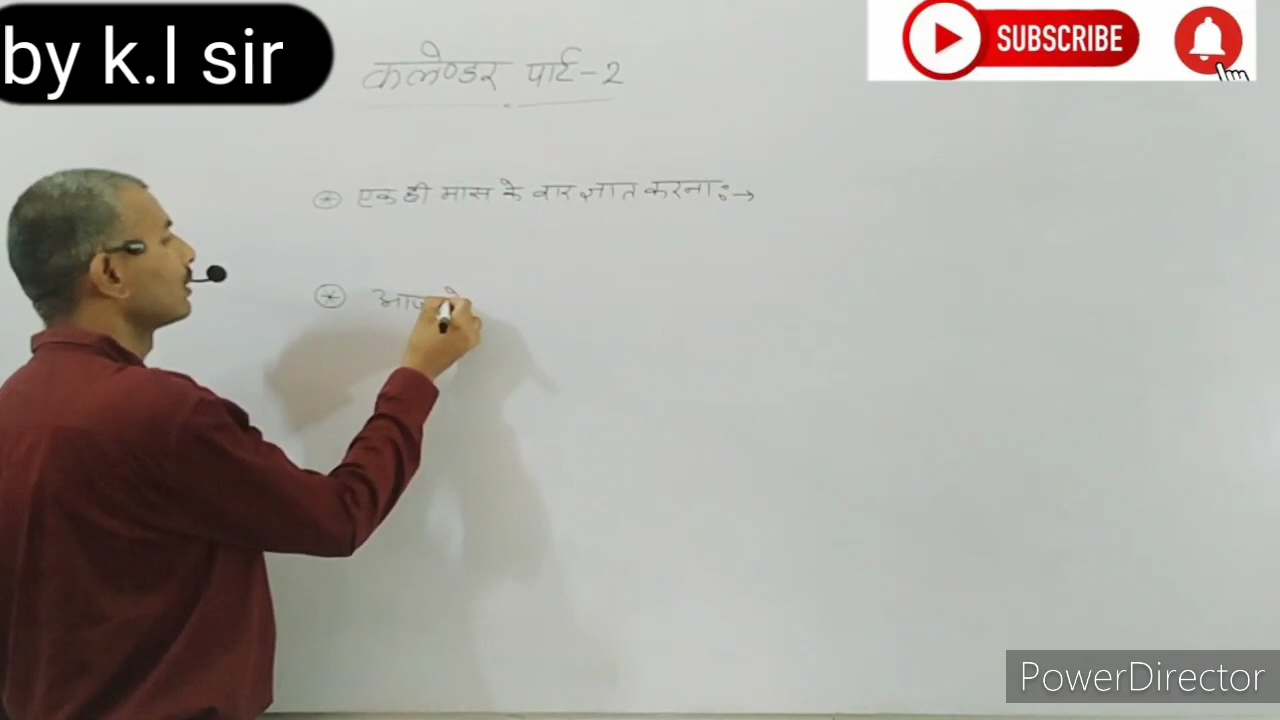 by k.l sir
SUBSCRIBE
कलेण्डर पार्ट-2
* एक ही मास के वार ज्ञात करना:→
* आज
PowerDirector